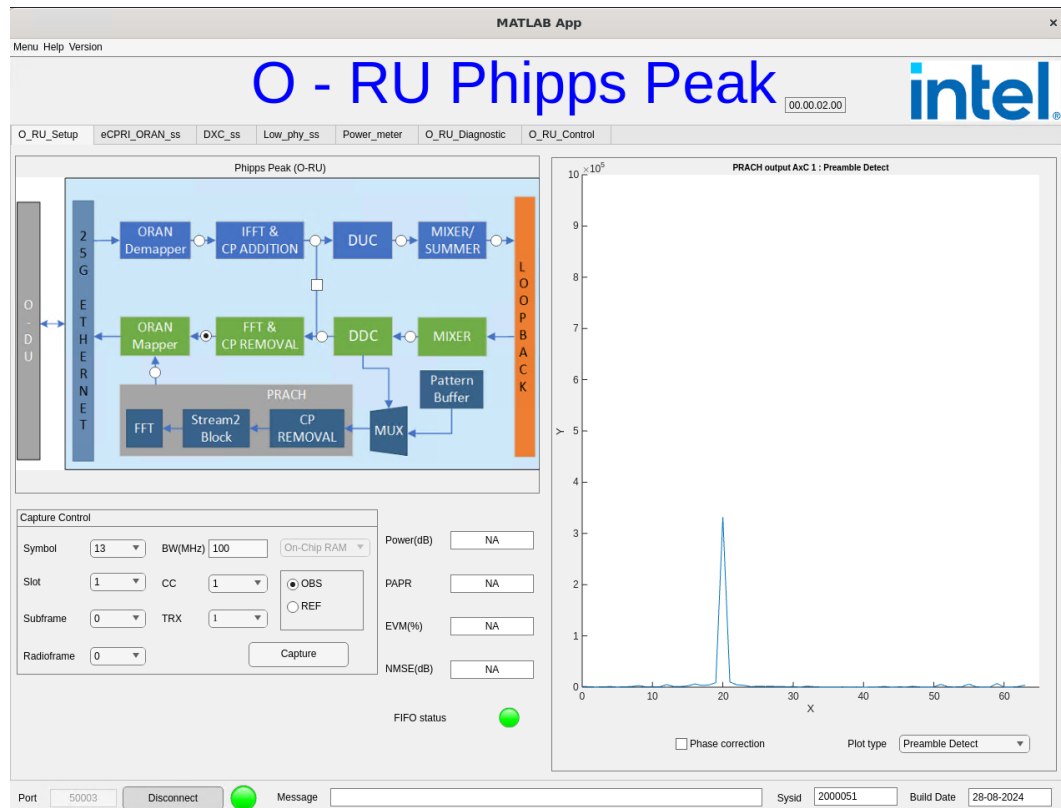 MATLAB App
×
Menu Help Version
O - RU Phipps Peak
00.00.02.00
intel®
O_RU_Setup eCPRI_ORAN_ss DXC_ss Low_phy_ss Power_meter O_RU_Diagnostic O_RU_Control
Phipps Peak (O-RU)
O - DU
25G ETHERNET
ORAN
Demapper
IFFT &
CP ADDITION
DUC
MIXER/
SUMMER
LOOPBACK
ORAN
Mapper
FFT &
CP REMOVAL
DDC
MIXER
Pattern
Buffer
PRACH
FFT
Stream2
Block
CP
REMOVAL
MUX
Capture Control
Symbol 13 BW(MHz) 100 On-Chip RAM
Slot 1 CC 1 OBS
REF
Subframe 0 TRX 1
Radioframe 0 Capture
Power(dB) NA
PAPR NA
EVM(%) NA
NMSE(dB) NA
FIFO status
PRACH output AxC 1 : Preamble Detect
×10⁵
10
9
8
7
6
5
4
3
2
1
0
Y
0 10 20 30 40 50 60
X
Phase correction Plot type Preamble Detect
Port 50003 Disconnect Message Sysid 2000051 Build Date 28-08-2024